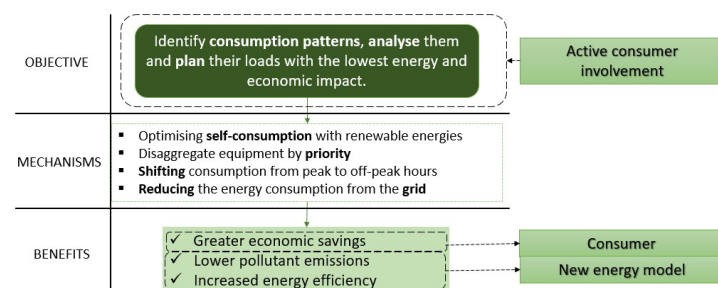 OBJECTIVE
Identify consumption patterns, analyse them
and plan their loads with the lowest energy and
economic impact.
Active consumer
involvement
MECHANISMS
▪ Optimising self-consumption with renewable energies
▪ Disaggregate equipment by priority
▪ Shifting consumption from peak to off-peak hours
▪ Reducing the energy consumption from the grid
BENEFITS
✓ Greater economic savings
✓ Lower pollutant emissions
✓ Increased energy efficiency
Consumer
New energy model